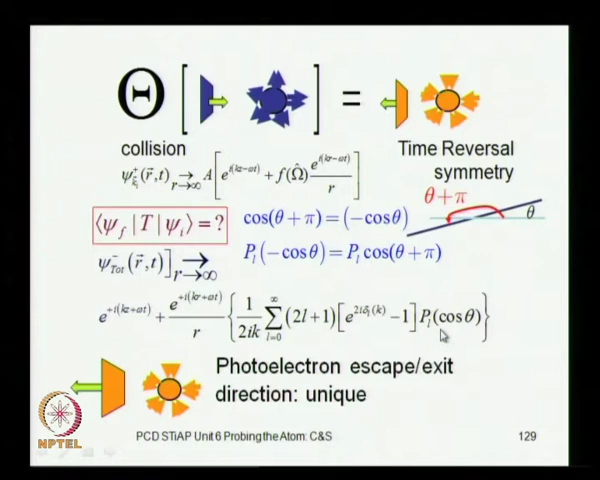 Θ [ ] =
collision
Time Reversal symmetry
ψ⁺_{k⃗ᵢ}(r⃗,t) →_{r→∞} A[e^{i(kz−ωt)} + f(Ω̂) e^{i(kr−ωt)}/r]
θ+π
θ
⟨ψ_f | T | ψ_i⟩ = ?
cos(θ+π) = (−cosθ)
ψ⁻_{Tot}(r⃗,t)]_{r→∞} →
P_l(−cosθ) = P_l cos(θ+π)
e^{+i(kz+ωt)} + e^{+i(kr+ωt)}/r {1/2ik ∑_{l=0}^{∞} (2l+1)[e^{2iδ_l(k)} −1] P_l(cosθ)}
Photoelectron escape/exit
direction: unique
NPTEL
PCD STiAP Unit 6 Probing the Atom: C&S
129